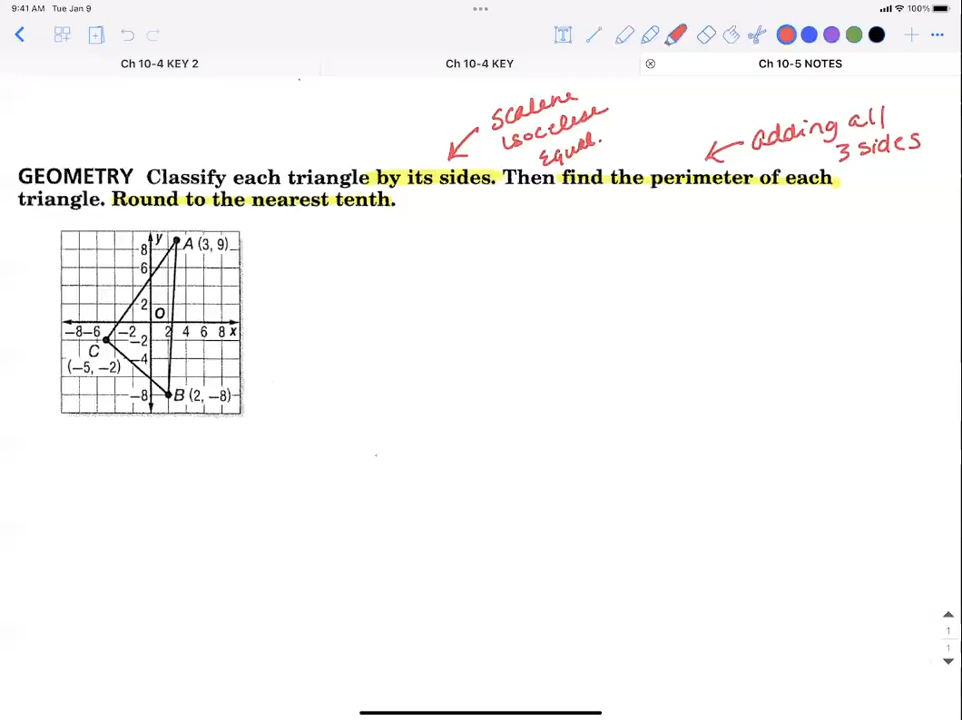 9:41 AM Tue Jan 9
100%
Ch 10-4 KEY 2
Ch 10-4 KEY
Ch 10-5 NOTES
Scalene
isocelese
Equal.
adding all
3 sides
GEOMETRY Classify each triangle by its sides. Then find the perimeter of each
triangle. Round to the nearest tenth.
y
A (3, 9)
8
6
2
O
-8 -6 -2 2 4 6 8 x
-2
C
-4
(-5, -2)
-8
B (2, -8)
1
1